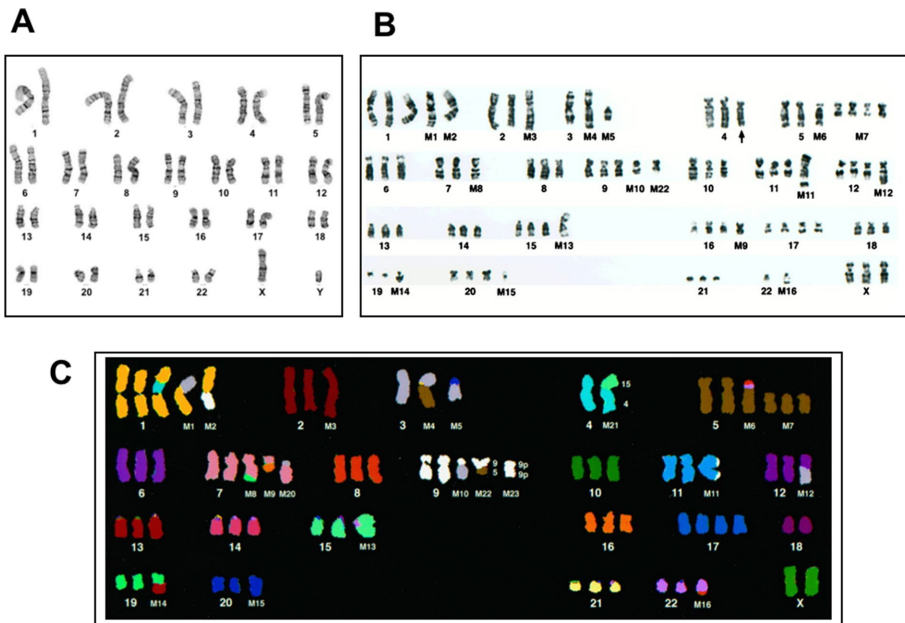 A
1 2 3 4 5
6 7 8 9 10 11 12
13 14 15 16 17 18
19 20 21 22 X Y
B
1 M1 M2 2 M3 3 M4 M5 4 5 M6 M7
6 7 M8 8 9 M10 M22 10 11 M11 12 M12
13 14 15 M13 16 M9 17 18
19 M14 20 M15 21 22 M16 X
C
15
4
1 M1 M2 2 M3 3 M4 M5 4 M21 5 M6 M7
9 9p
5 9p
6 7 M8 M9 M20 8 9 M10 M22 M23 10 11 M11 12 M12
13 14 15 M13 16 17 18
19 M14 20 M15 21 22 M16 X